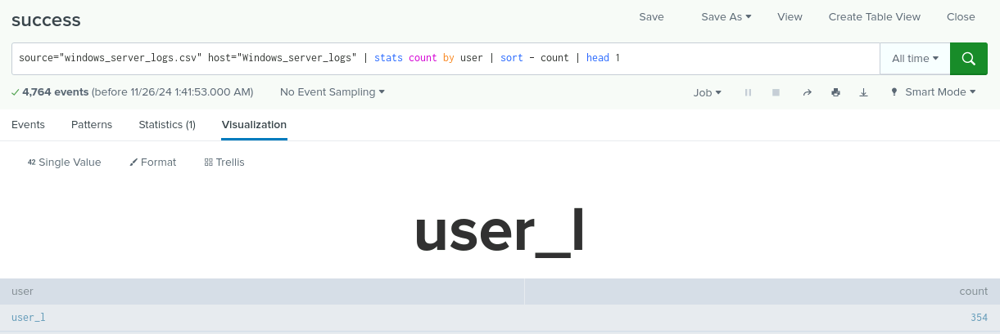 success
Save Save As View Create Table View Close
source="windows_server_logs.csv" host="Windows_server_logs" | stats count by user | sort - count | head 1
All time
4,764 events (before 11/26/24 1:41:53.000 AM) No Event Sampling Job Smart Mode
Events Patterns Statistics (1) Visualization
42 Single Value Format Trellis
user_l
user count
user_l 354